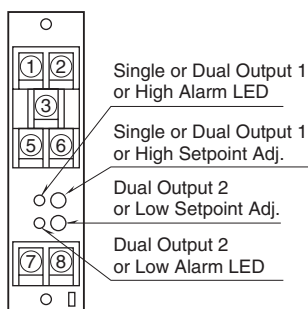 1 2
3
5 6
7 8
Single or Dual Output 1
or High Alarm LED
Single or Dual Output 1
or High Setpoint Adj.
Dual Output 2
or Low Setpoint Adj.
Dual Output 2
or Low Alarm LED